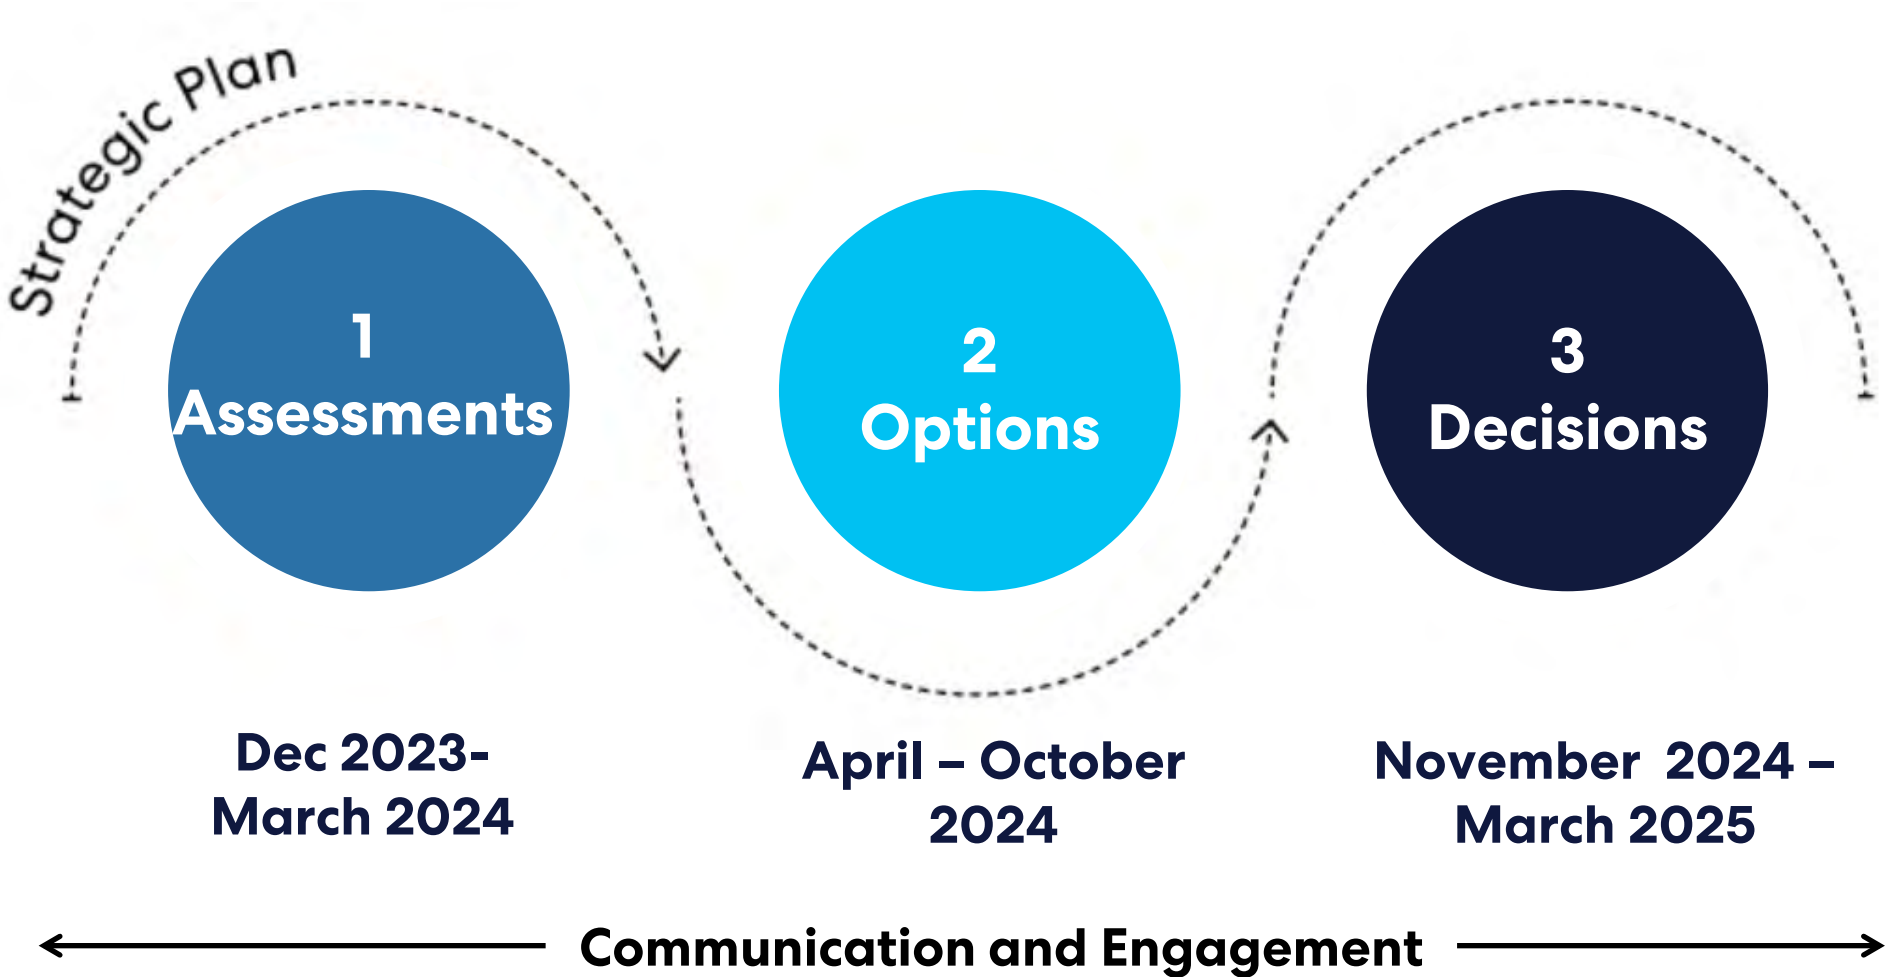 Strategic Plan
1
Assessments
2
Options
3
Decisions
Dec 2023-
March 2024
April – October
2024
November 2024 –
March 2025
Communication and Engagement